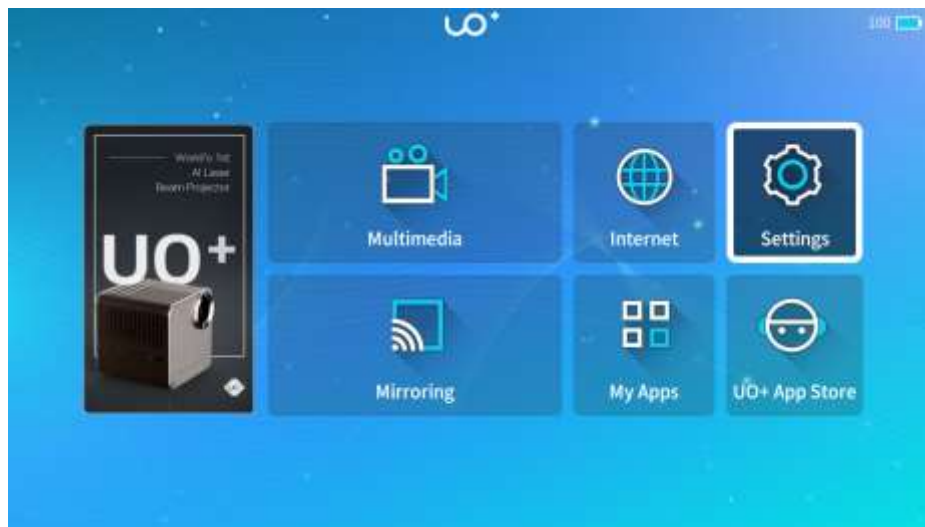 UO+
100
World's 1st
AI Laser
Beam Projector
UO+
Multimedia
Internet
Settings
Mirroring
My Apps
UO+ App Store